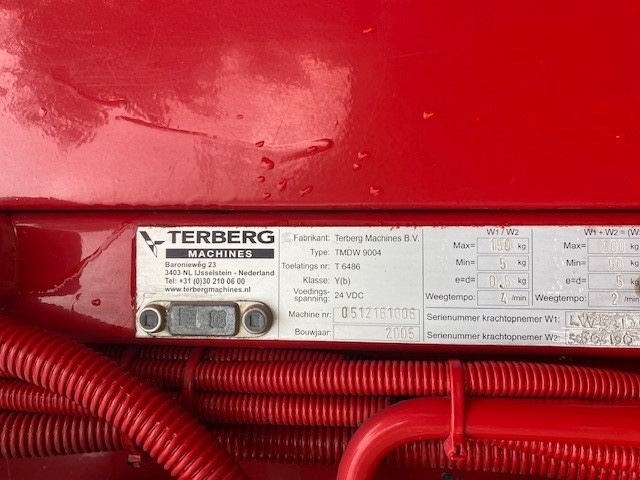 TERBERG
MACHINES
Baronieweg 23
3403 NL IJsselstein - Nederland
Tel: +31 (0)30 210 06 00
www.terbergmachines.nl
Fabrikant: Terberg Machines B.V.
Type: TMDW 9004
Toelatings nr: T 6486
Klasse: Y(b)
Voedings-
spanning: 24 VDC
Machine nr: 0512161006
Bouwjaar: 2005
W1/ W2
Max= kg
Min= 5 kg
e=d= kg
Weegtempo: 4 /min
Serienummer krachtopnemer W1:
Serienummer krachtopnemer W2:
W1 + W2 = (W
Max=
Min= kg
e=d= 5 kg
Weegtempo: 2 /min